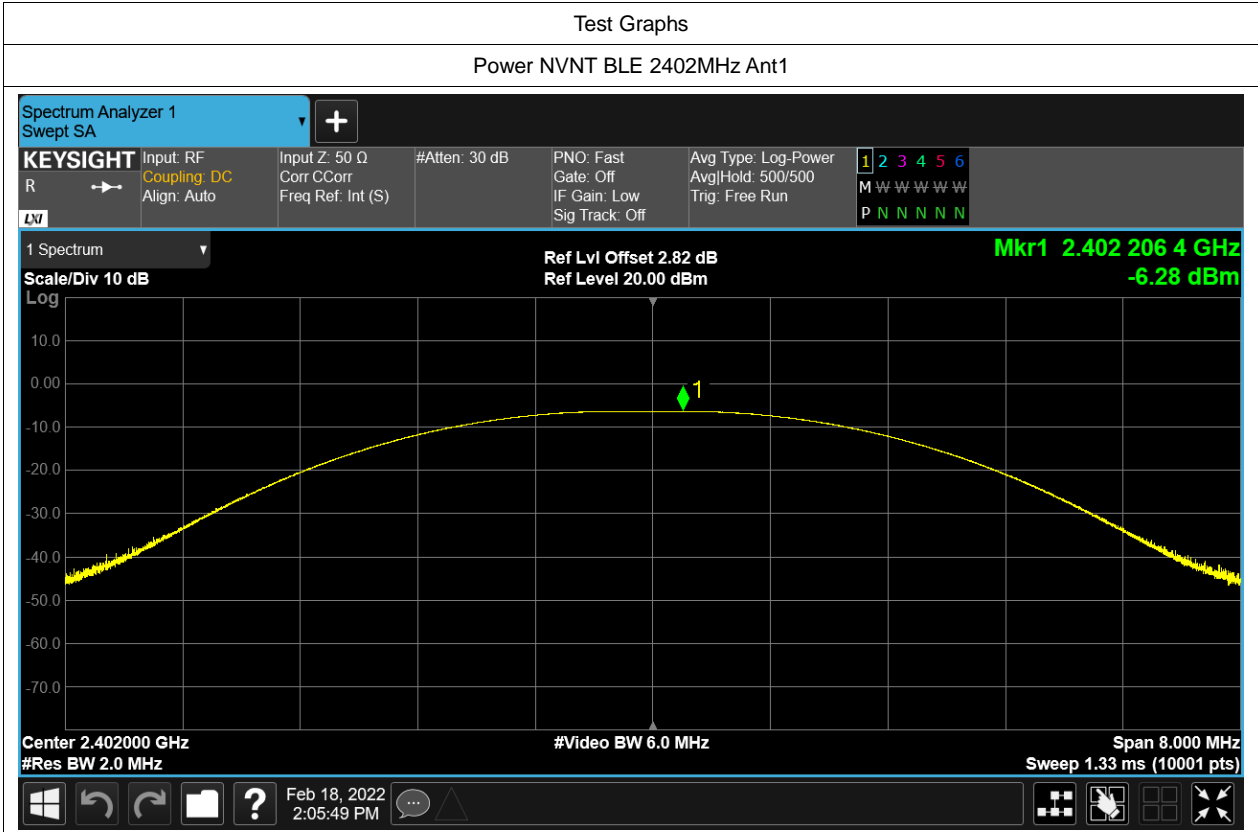 Test Graphs
Power NVNT BLE 2402MHz Ant1
Spectrum Analyzer 1
Swept SA
KEYSIGHT
R
LXI
Input: RF
Coupling: DC
Align: Auto
Input Z: 50 Ω
Corr CCorr
Freq Ref: Int (S)
#Atten: 30 dB
PNO: Fast
Gate: Off
IF Gain: Low
Sig Track: Off
Avg Type: Log-Power
Avg|Hold: 500/500
Trig: Free Run
1 2 3 4 5 6
M W W W W W
P N N N N N
1 Spectrum
Scale/Div 10 dB
Log
Ref Lvl Offset 2.82 dB
Ref Level 20.00 dBm
Mkr1 2.402 206 4 GHz
-6.28 dBm
10.0
0.00
1
-10.0
-20.0
-30.0
-40.0
-50.0
-60.0
-70.0
Center 2.402000 GHz
#Video BW 6.0 MHz
Span 8.000 MHz
#Res BW 2.0 MHz
Sweep 1.33 ms (10001 pts)
?
Feb 18, 2022
2:05:49 PM